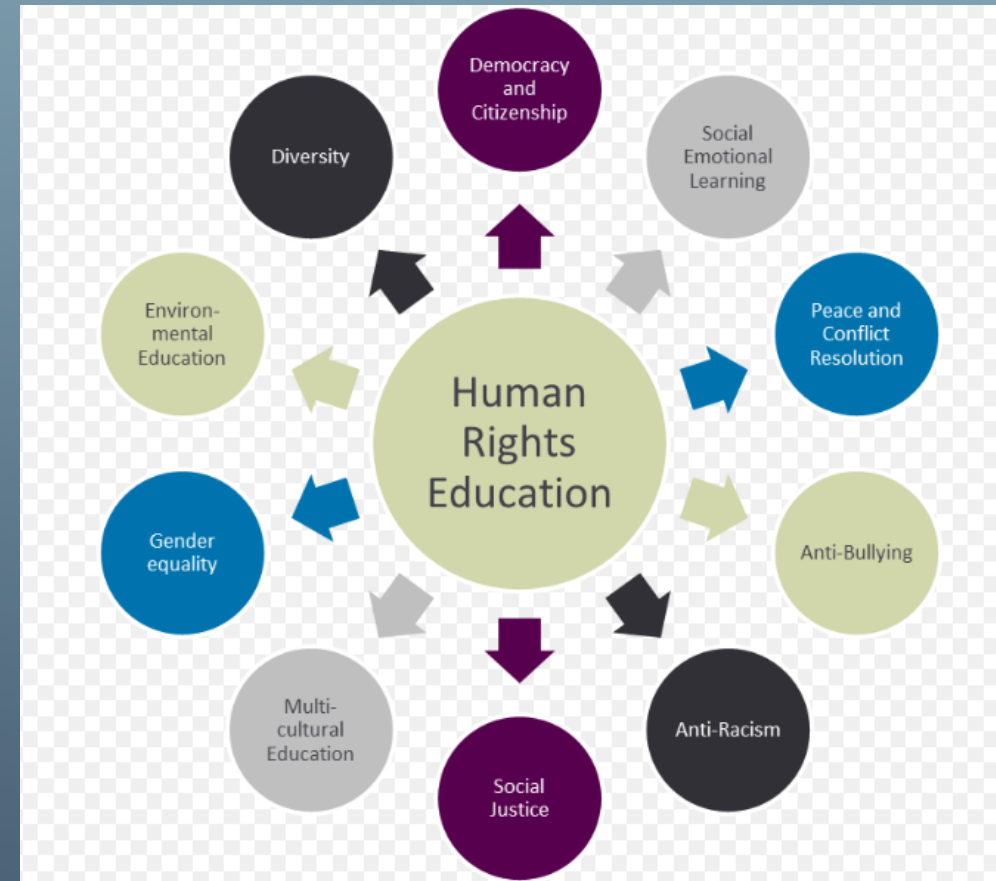 Democracy
and
Citizenship
Social
Emotional
Learning
Peace and
Conflict
Resolution
Anti-Bullying
Anti-Racism
Social
Justice
Multi-
cultural
Education
Gender
equality
Environ-
mental
Education
Diversity
Human
Rights
Education